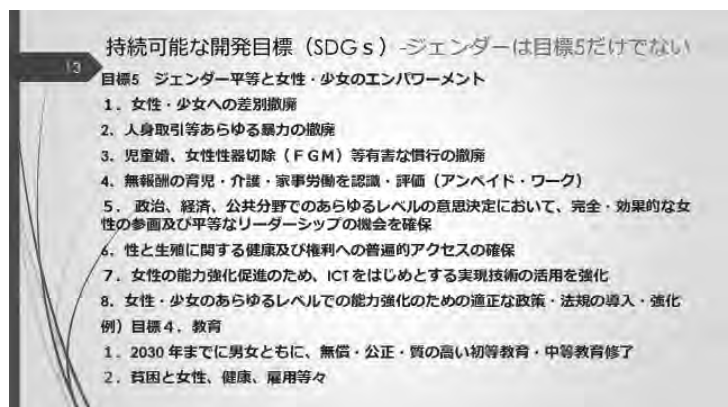 持続可能な開発目標（SDGｓ）-ジェンダーは目標5だけでない
13
目標5　ジェンダー平等と女性・少女のエンパワーメント
１．女性・少女への差別撤廃
2．人身取引等あらゆる暴力の撤廃
3．児童婚、女性性器切除（ＦＧＭ）等有害な慣行の撤廃
4．無報酬の育児・介護・家事労働を認識・評価（アンペイド・ワーク）
５．政治、経済、公共分野でのあらゆるレベルの意思決定において、完全・効果的な女
性の参画及び平等なリーダーシップの機会を確保
6．性と生殖に関する健康及び権利への普遍的アクセスの確保
７．女性の能力強化促進のため、ICTをはじめとする実現技術の活用を強化
8．女性・少女のあらゆるレベルでの能力強化のための適正な政策・法規の導入・強化
例）目標４．教育
１．2030年までに男女ともに、無償・公正・質の高い初等教育・中等教育修了
２．貧困と女性、健康、雇用等々